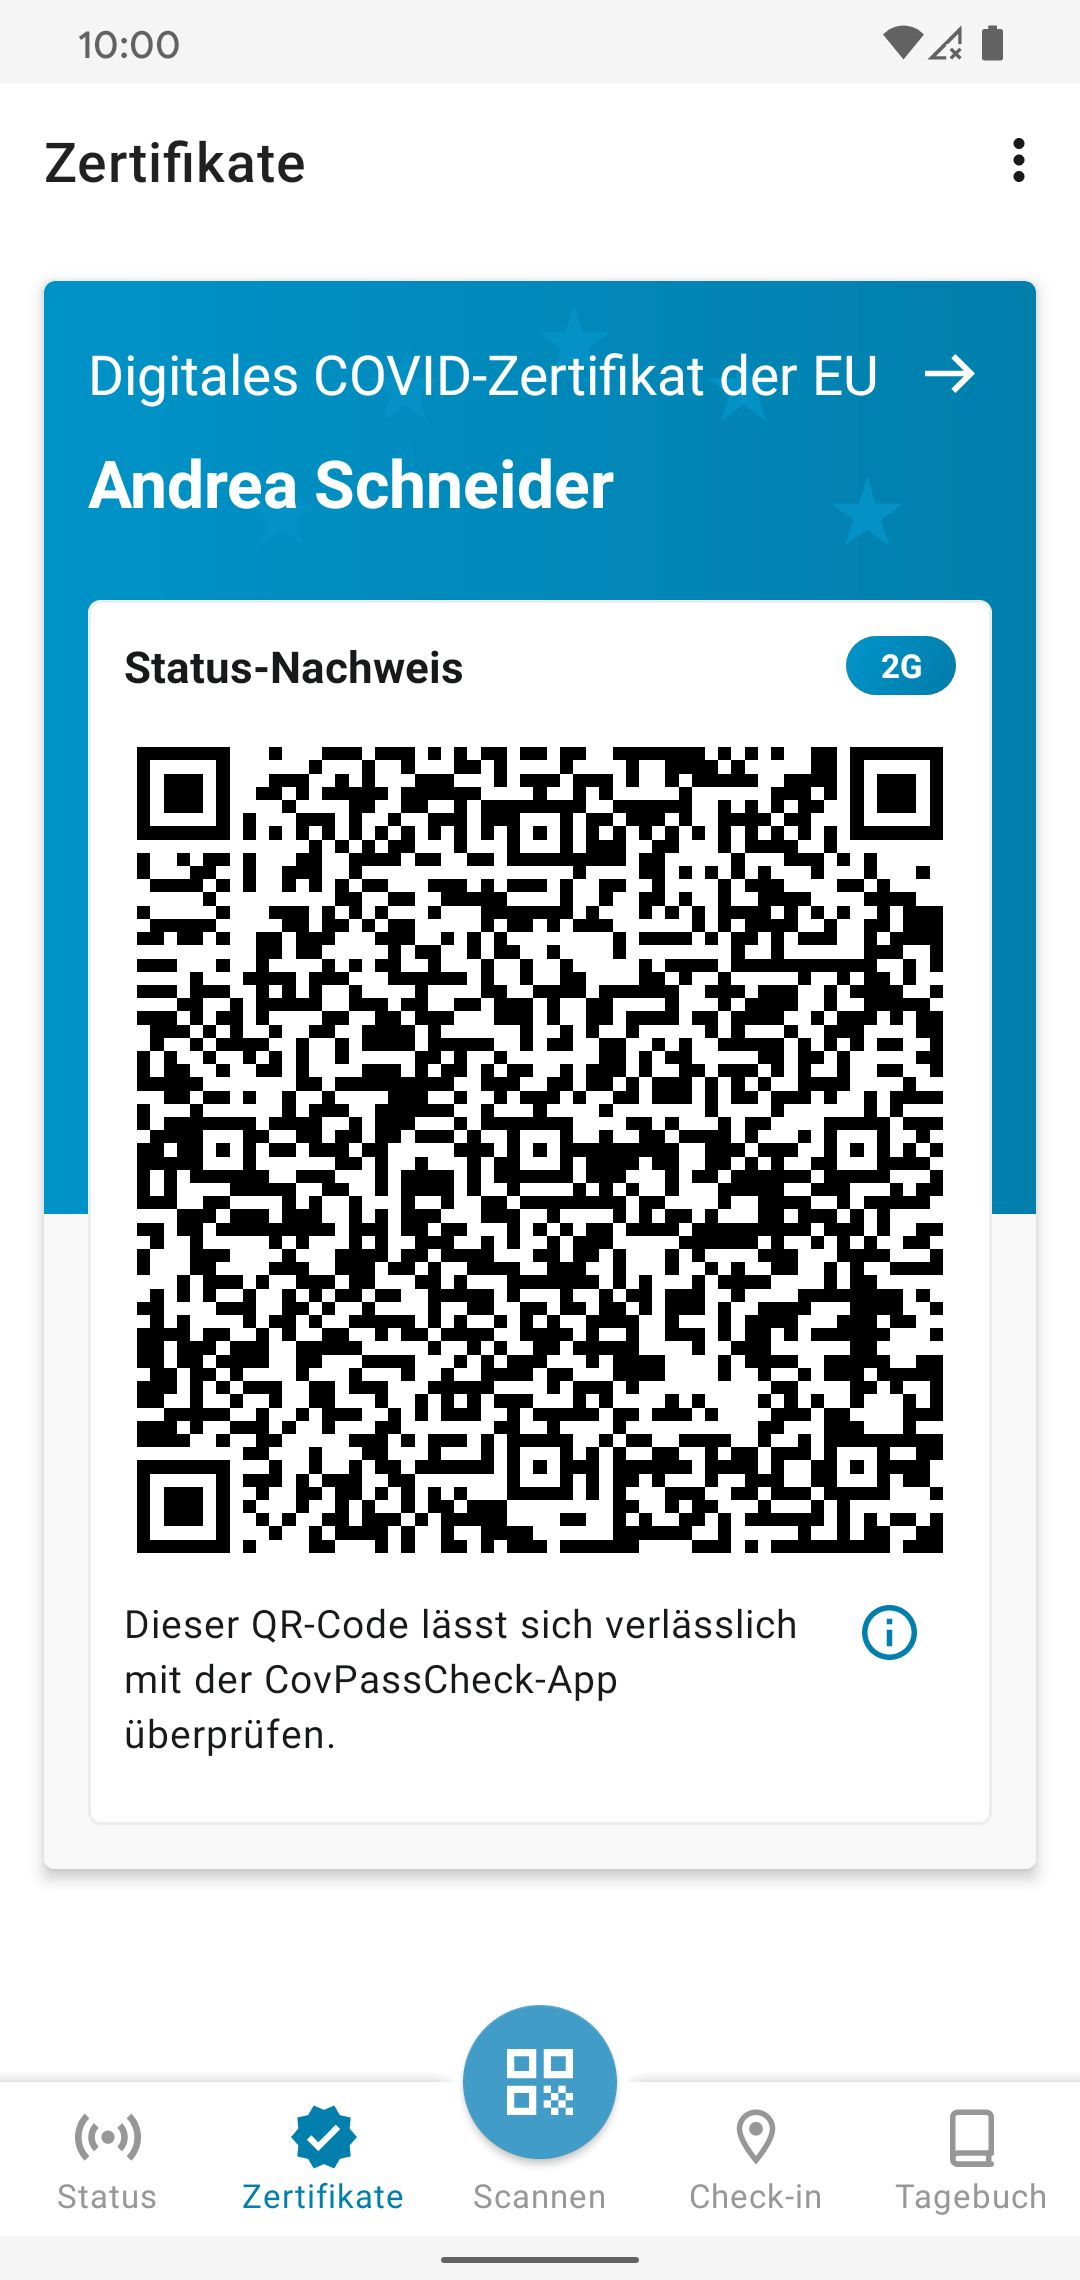 10:00
Zertifikate
Digitales COVID-Zertifikat der EU
Andrea Schneider
Status-Nachweis
2G
Dieser QR-Code lässt sich verlässlich
mit der CovPassCheck-App
überprüfen.
Status
Zertifikate
Scannen
Check-in
Tagebuch